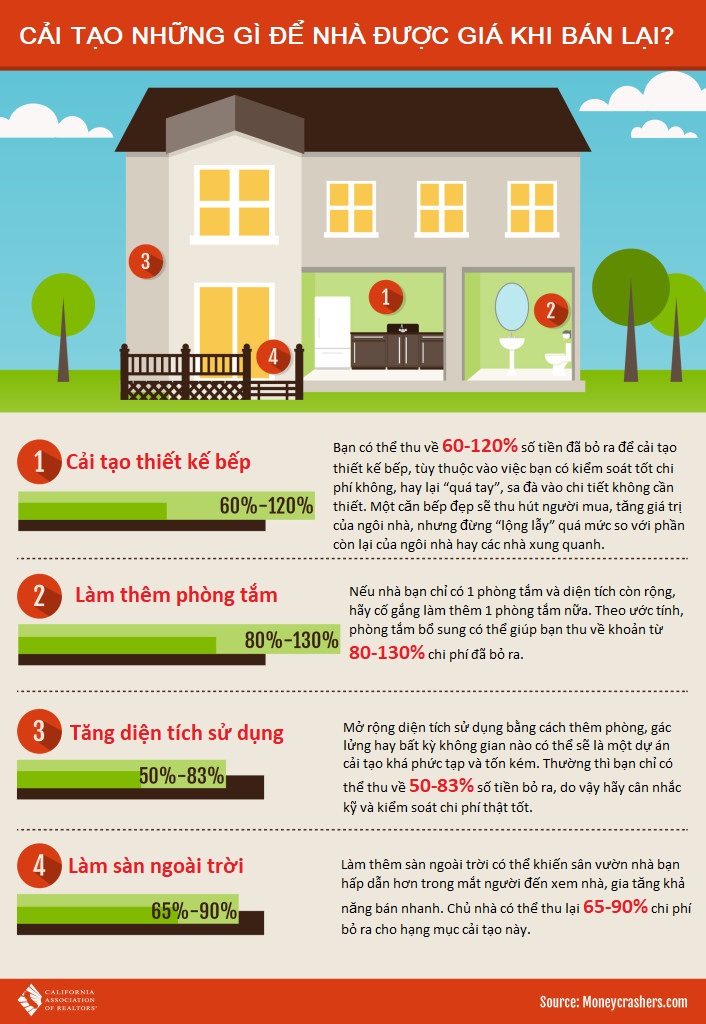 CẢI TẠO NHỮNG GÌ ĐỂ NHÀ ĐƯỢC GIÁ KHI BÁN LẠI?
3
1
2
4
1 Cải tạo thiết kế bếp
60%-120%
Bạn có thể thu về 60-120% số tiền đã bỏ ra để cải tạo
thiết kế bếp, tùy thuộc vào việc bạn có kiểm soát tốt chi
phí không, hay lại “quá tay”, sa đà vào chi tiết không cần
thiết. Một căn bếp đẹp sẽ thu hút người mua, tăng giá trị
của ngôi nhà, nhưng đừng “lộng lẫy” quá mức so với phần
còn lại của ngôi nhà hay các nhà xung quanh.
2 Làm thêm phòng tắm
80%-130%
Nếu nhà bạn chỉ có 1 phòng tắm và diện tích còn rộng,
hãy cố gắng làm thêm 1 phòng tắm nữa. Theo ước tính,
phòng tắm bổ sung có thể giúp bạn thu về khoản từ
80-130% chi phí đã bỏ ra.
3 Tăng diện tích sử dụng
50%-83%
Mở rộng diện tích sử dụng bằng cách thêm phòng, gác
lửng hay bất kỳ không gian nào có thể sẽ là một dự án
cải tạo khá phức tạp và tốn kém. Thường thì bạn chỉ có
thể thu về 50-83% số tiền bỏ ra, do vậy hãy cân nhắc
kỹ và kiểm soát chi phí thật tốt.
4 Làm sàn ngoài trời
65%-90%
Làm thêm sàn ngoài trời có thể khiến sân vườn nhà bạn
hấp dẫn hơn trong mắt người đến xem nhà, gia tăng khả
năng bán nhanh. Chủ nhà có thể thu lại 65-90% chi phí
bỏ ra cho hạng mục cải tạo này.
CALIFORNIA
ASSOCIATION
OF REALTORS®
Source: Moneycrashers.com